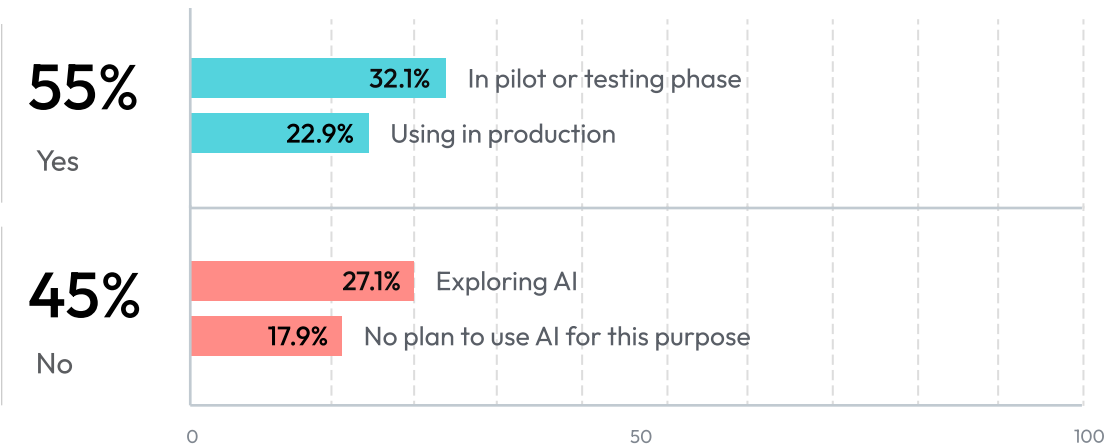 55%
Yes
32.1% In pilot or testing phase
22.9% Using in production
45%
No
27.1% Exploring AI
17.9% No plan to use AI for this purpose
0 50 100